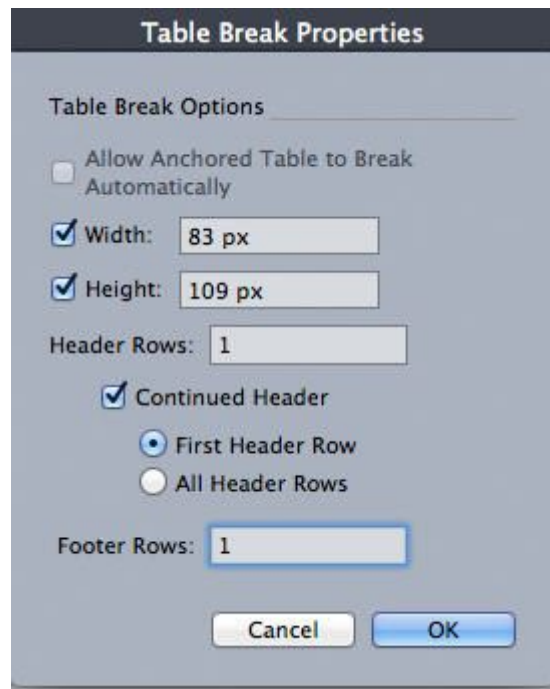 Table Break Properties
Table Break Options
Allow Anchored Table to Break
Automatically
Width: 83 px
Height: 109 px
Header Rows: 1
Continued Header
First Header Row
All Header Rows
Footer Rows: 1
Cancel OK